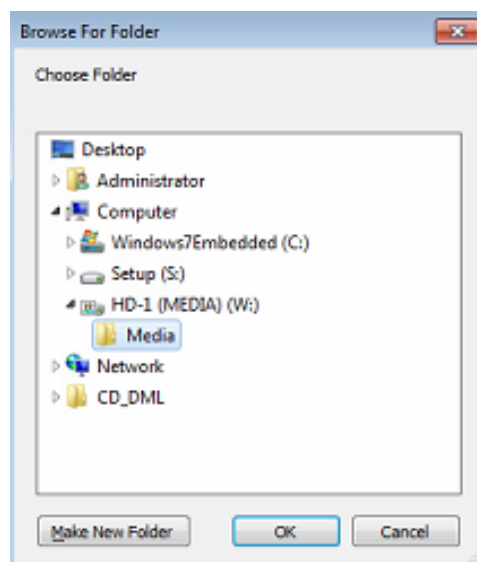 Browse For Folder
Choose Folder
Desktop
Administrator
Computer
Windows7Embedded (C:)
Setup (S:)
HD-1 (MEDIA) (W:)
Media
Network
CD_DML
Make New Folder
OK
Cancel